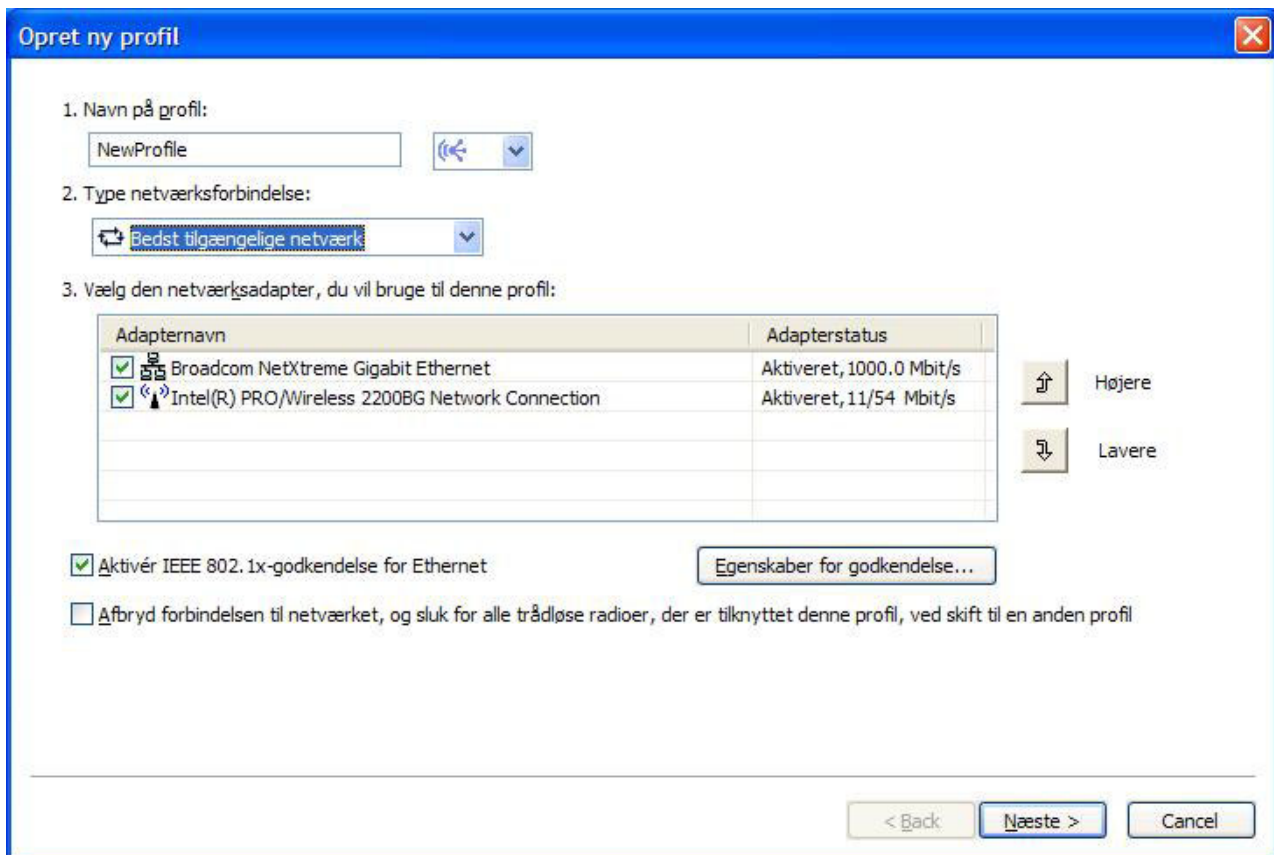 Opret ny profil
1. Navn på profil:
NewProfile
2. Type netværksforbindelse:
Bedst tilgængelige netværk
3. Vælg den netværksadapter, du vil bruge til denne profil:
Adapternavn Adapterstatus
Broadcom NetXtreme Gigabit Ethernet Aktiveret, 1000.0 Mbit/s
Intel(R) PRO/Wireless 2200BG Network Connection Aktiveret, 11/54 Mbit/s
Højere
Lavere
Aktivér IEEE 802.1x-godkendelse for Ethernet Egenskaber for godkendelse...
Afbryd forbindelsen til netværket, og sluk for alle trådløse radioer, der er tilknyttet denne profil, ved skift til en anden profil
< Back Næste > Cancel